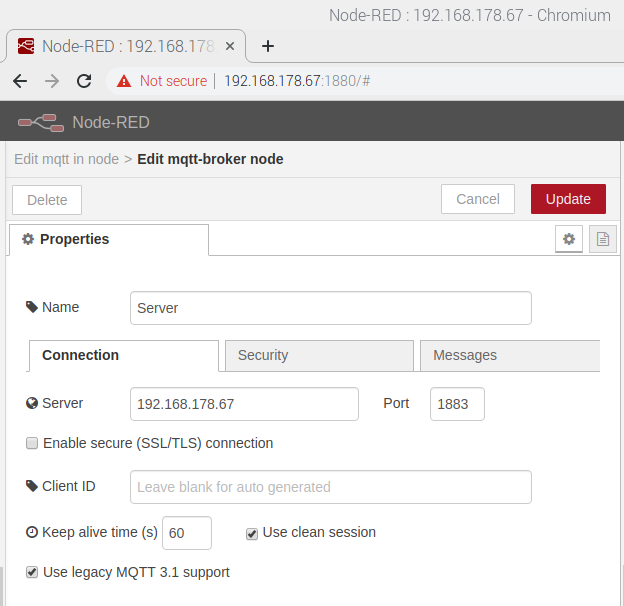 Node-RED : 192.168.178.67 - Chromium
Node-RED : 192.168.178
Not secure | 192.168.178.67:1880/#
Node-RED
Edit mqtt in node > Edit mqtt-broker node
Delete Cancel Update
Properties
Name Server
Connection Security Messages
Server 192.168.178.67 Port 1883
Enable secure (SSL/TLS) connection
Client ID Leave blank for auto generated
Keep alive time (s) 60 Use clean session
Use legacy MQTT 3.1 support